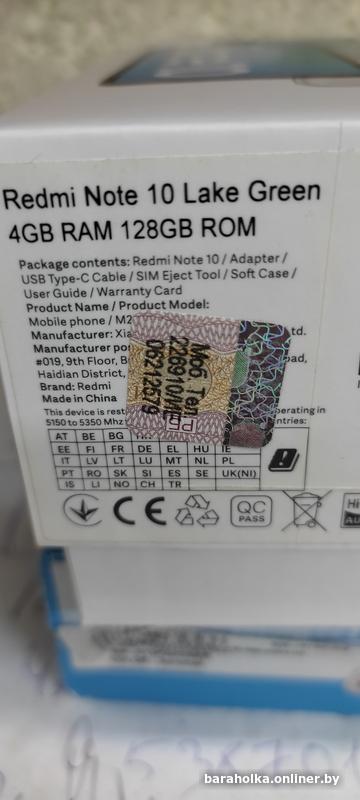 Redmi Note 10 Lake Green
4GB RAM 128GB ROM
Package contents: Redmi Note 10 / Adapter /
USB Type-C Cable / SIM Eject Tool / Soft Case /
User Guide / Warranty Card
Product Name / Product Model:
Mobile phone / M2
Manufacturer: Xia td.
Manufacturer po
#019, 9th Floor, B oad,
Haidian District,
Brand: Redmi
Made in China
This device is rest perating in
5150 to 5350 Mhz ntries:
AT BE BG IE
EE FI FR DE EL HU
IT LV LT LU MT NL PL
PT RO SK SI ES SE UK(NI)
IS LI NO CH TR
CE
QC
PASS
Hi
baraholka.onliner.by